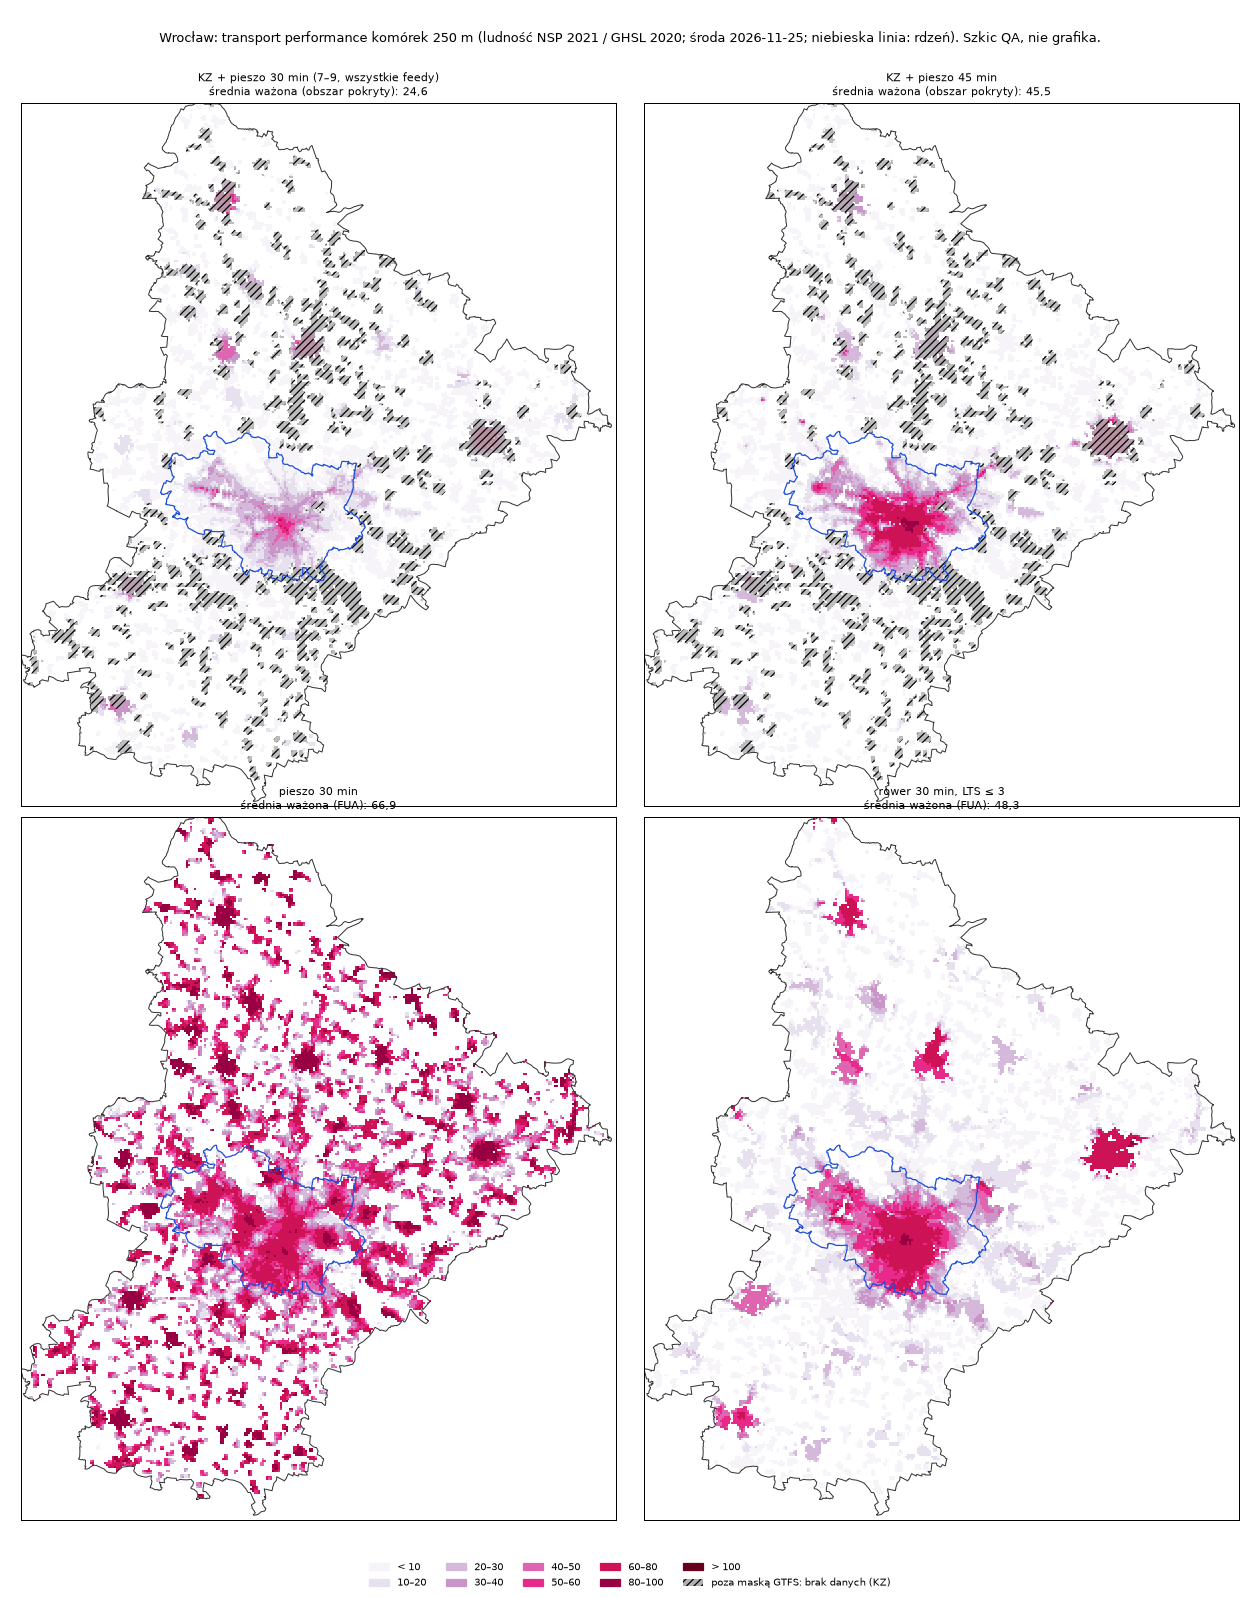 Wrocław: transport performance komórek 250 m (ludność NSP 2021 / GHSL 2020; środa 2026-11-25; niebieska linia: rdzeń). Szkic QA, nie grafika.
KZ + pieszo 30 min (7–9, wszystkie feedy)
średnia ważona (obszar pokryty): 24,6
KZ + pieszo 45 min
średnia ważona (obszar pokryty): 45,5
pieszo 30 min
średnia ważona (FUA): 66,9
rower 30 min, LTS ≤ 3
średnia ważona (FUA): 48,3
< 10
10–20
20–30
30–40
40–50
50–60
60–80
80–100
> 100
poza maską GTFS: brak danych (KZ)